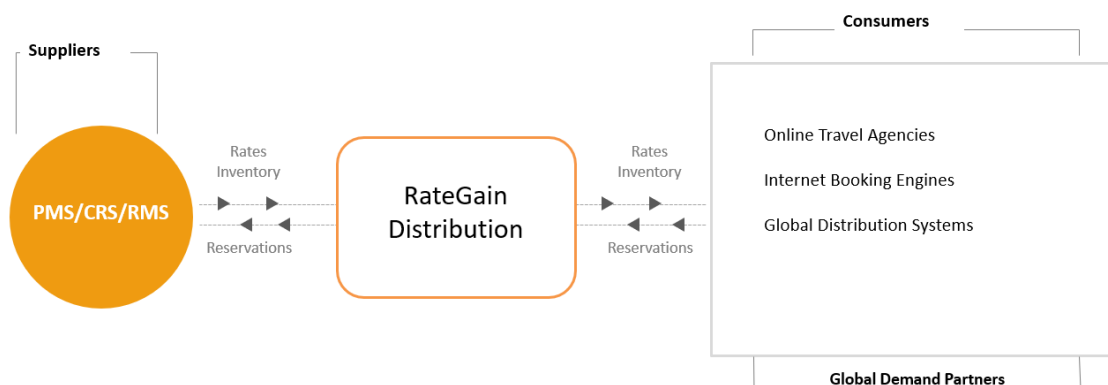 Consumers
Suppliers
Online Travel Agencies
Rates
Inventory
Rates
Inventory
Internet Booking Engines
PMS/CRS/RMS
RateGain
Distribution
Global Distribution Systems
Reservations
Reservations
Global Demand Partners